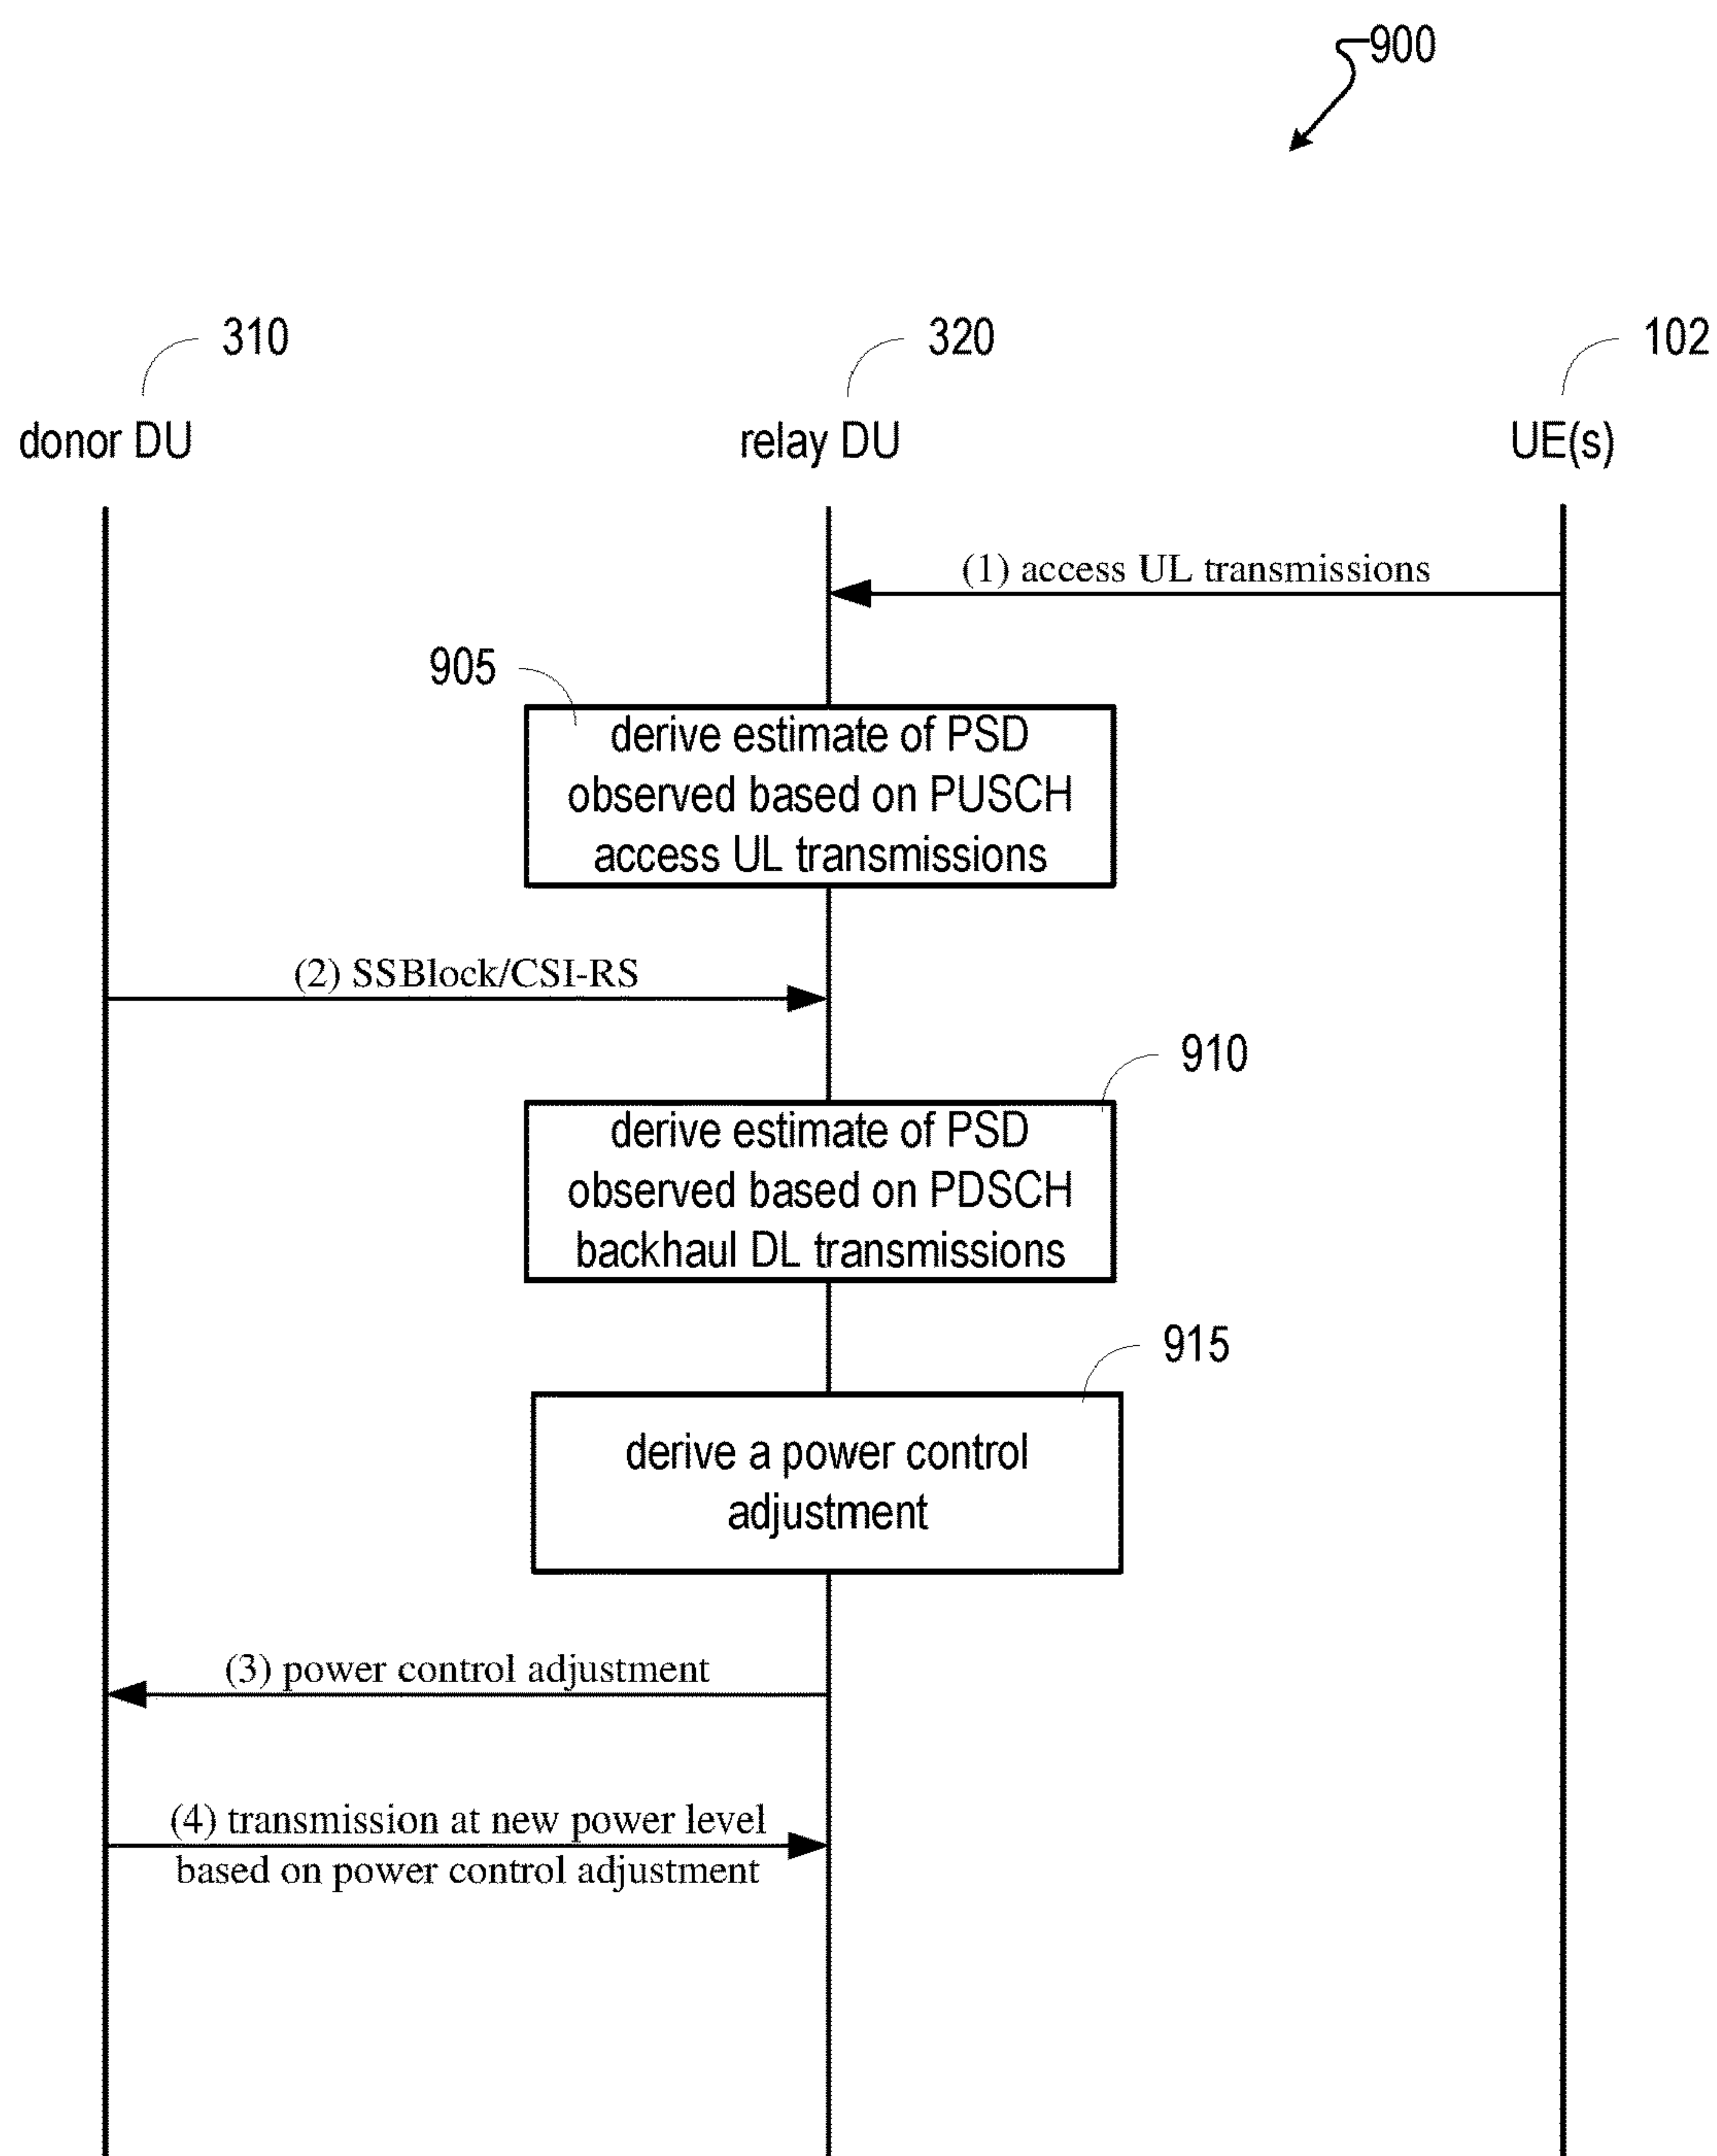 900
310
320
102
donor DU
relay DU
UE(s)
(1) access UL transmissions
905
derive estimate of PSD
observed based on PUSCH
access UL transmissions
(2) SSBlock/CSI-RS
910
derive estimate of PSD
observed based on PDSCH
backhaul DL transmissions
915
derive a power control
adjustment
(3) power control adjustment
(4) transmission at new power level
based on power control adjustment